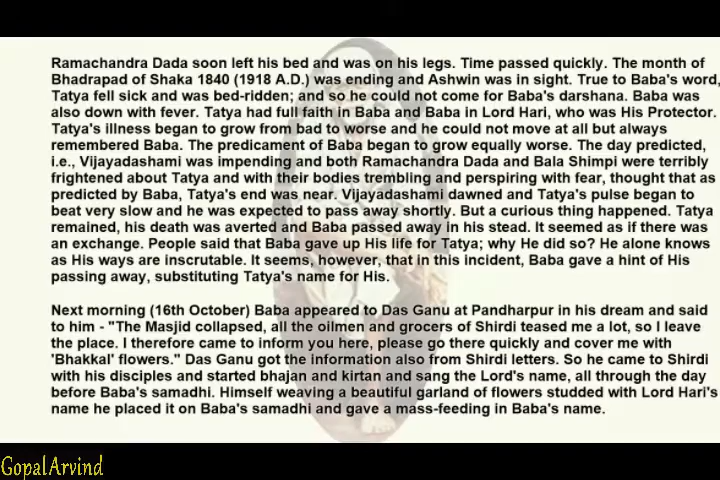 Ramachandra Dada soon left his bed and was on his legs. Time passed quickly. The month of
Bhadrapad of Shaka 1840 (1918 A.D.) was ending and Ashwin was in sight. True to Baba's word,
Tatya fell sick and was bed-ridden; and so he could not come for Baba's darshana. Baba was
also down with fever. Tatya had full faith in Baba and Baba in Lord Hari, who was His Protector.
Tatya's illness began to grow from bad to worse and he could not move at all but always
remembered Baba. The predicament of Baba began to grow equally worse. The day predicted,
i.e., Vijayadashami was impending and both Ramachandra Dada and Bala Shimpi were terribly
frightened about Tatya and with their bodies trembling and perspiring with fear, thought that as
predicted by Baba, Tatya's end was near. Vijayadashami dawned and Tatya's pulse began to
beat very slow and he was expected to pass away shortly. But a curious thing happened. Tatya
remained, his death was averted and Baba passed away in his stead. It seemed as if there was
an exchange. People said that Baba gave up His life for Tatya; why He did so? He alone knows
as His ways are inscrutable. It seems, however, that in this incident, Baba gave a hint of His
passing away, substituting Tatya's name for His.
Next morning (16th October) Baba appeared to Das Ganu at Pandharpur in his dream and said
to him - "The Masjid collapsed, all the oilmen and grocers of Shirdi teased me a lot, so I leave
the place. I therefore came to inform you here, please go there quickly and cover me with
'Bhakkal' flowers." Das Ganu got the information also from Shirdi letters. So he came to Shirdi
with his disciples and started bhajan and kirtan and sang the Lord's name, all through the day
before Baba's samadhi. Himself weaving a beautiful garland of flowers studded with Lord Hari's
name he placed it on Baba's samadhi and gave a mass-feeding in Baba's name.
GopalArvind